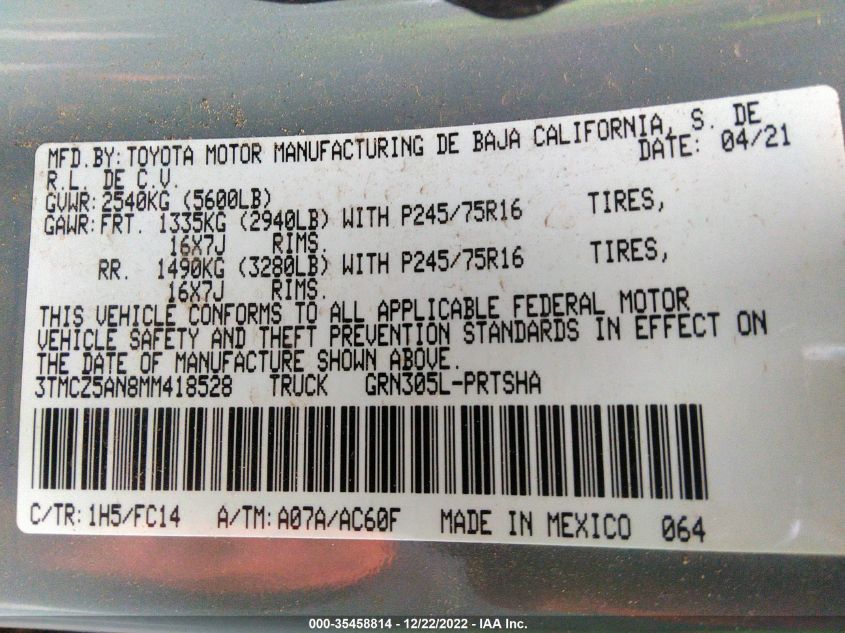 MFD.BY:TOYOTA MOTOR MANUFACTURING DE BAJA CALIFORNIA, S. DE
R.L. DE C.V. DATE: 04/21
GVWR:2540KG (5600LB)
GAWR:FRT. 1335KG (2940LB) WITH P245/75R16 TIRES,
16X7J RIMS.
RR. 1490KG (3280LB) WITH P245/75R16 TIRES,
16X7J RIMS.
THIS VEHICLE CONFORMS TO ALL APPLICABLE FEDERAL MOTOR
VEHICLE SAFETY AND THEFT PREVENTION STANDARDS IN EFFECT ON
THE DATE OF MANUFACTURE SHOWN ABOVE.
3TMCZ5AN8MM418528 TRUCK GRN305L-PRTSHA
C/TR:1H5/FC14 A/TM:A07A/AC60F MADE IN MEXICO 064
000-35458814 - 12/22/2022 - IAA Inc.